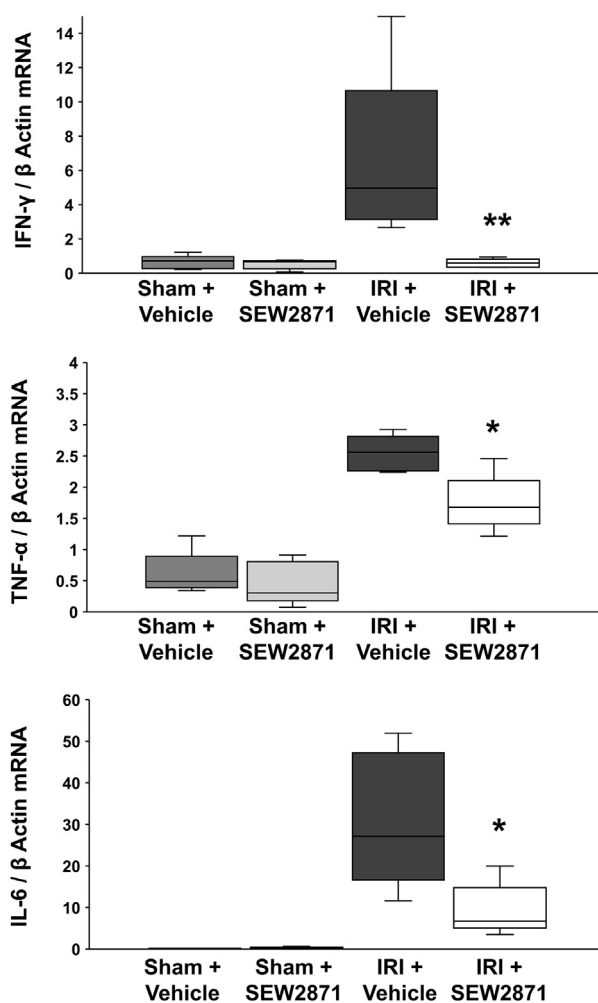 IFN-γ / β Actin mRNA
14
12
10
8
6
4
2
0
**
Sham + Vehicle
Sham + SEW2871
IRI + Vehicle
IRI + SEW2871
TNF-α / β Actin mRNA
4
3.5
3
2.5
2
1.5
1
0.5
0
*
Sham + Vehicle
Sham + SEW2871
IRI + Vehicle
IRI + SEW2871
IL-6 / β Actin mRNA
60
50
40
30
20
10
0
*
Sham + Vehicle
Sham + SEW2871
IRI + Vehicle
IRI + SEW2871